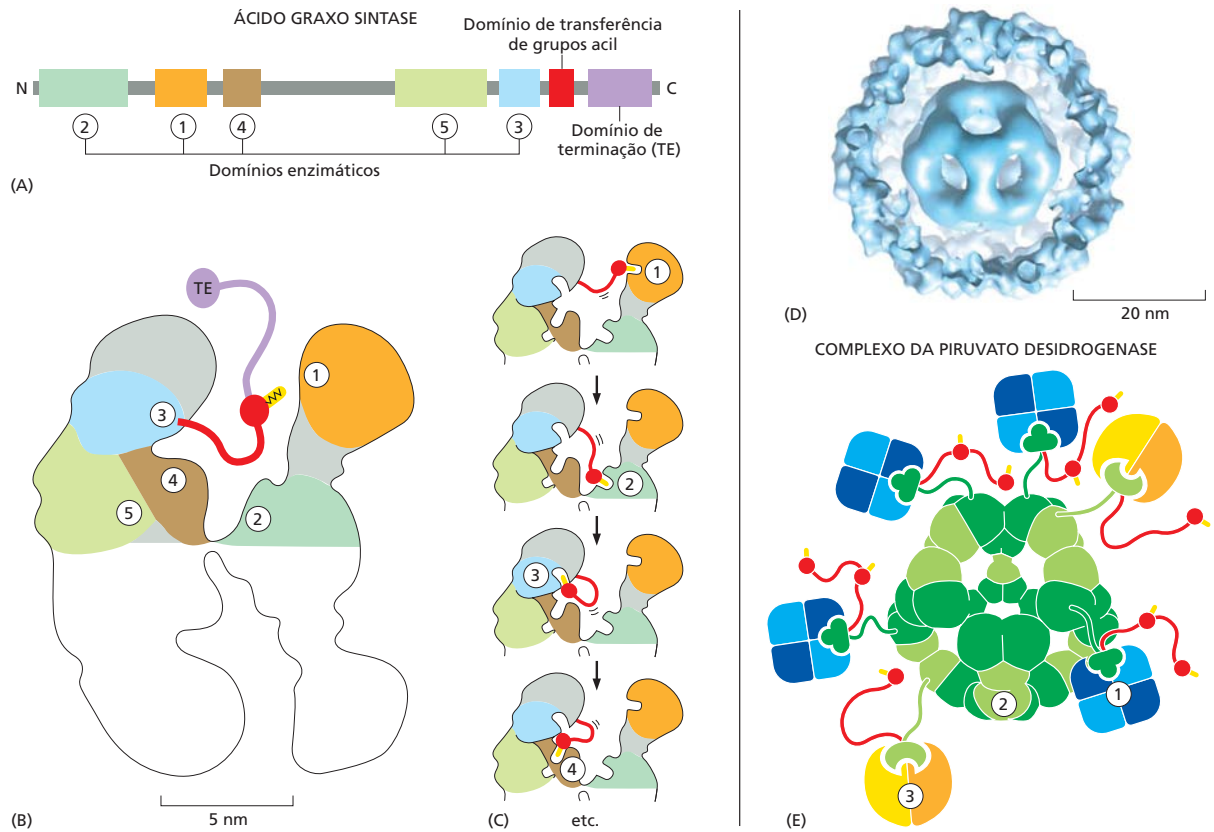 ÁCIDO GRAXO SINTASE
Domínio de transferência
de grupos acil
N
C
2
1
4
5
3
Domínios enzimáticos
Domínio de
terminação (TE)
(A)
TE
1
3
4
5
2
5 nm
(B)
1
2
3
4
(C)
etc.
20 nm
(D)
COMPLEXO DA PIRUVATO DESIDROGENASE
1
2
3
(E)